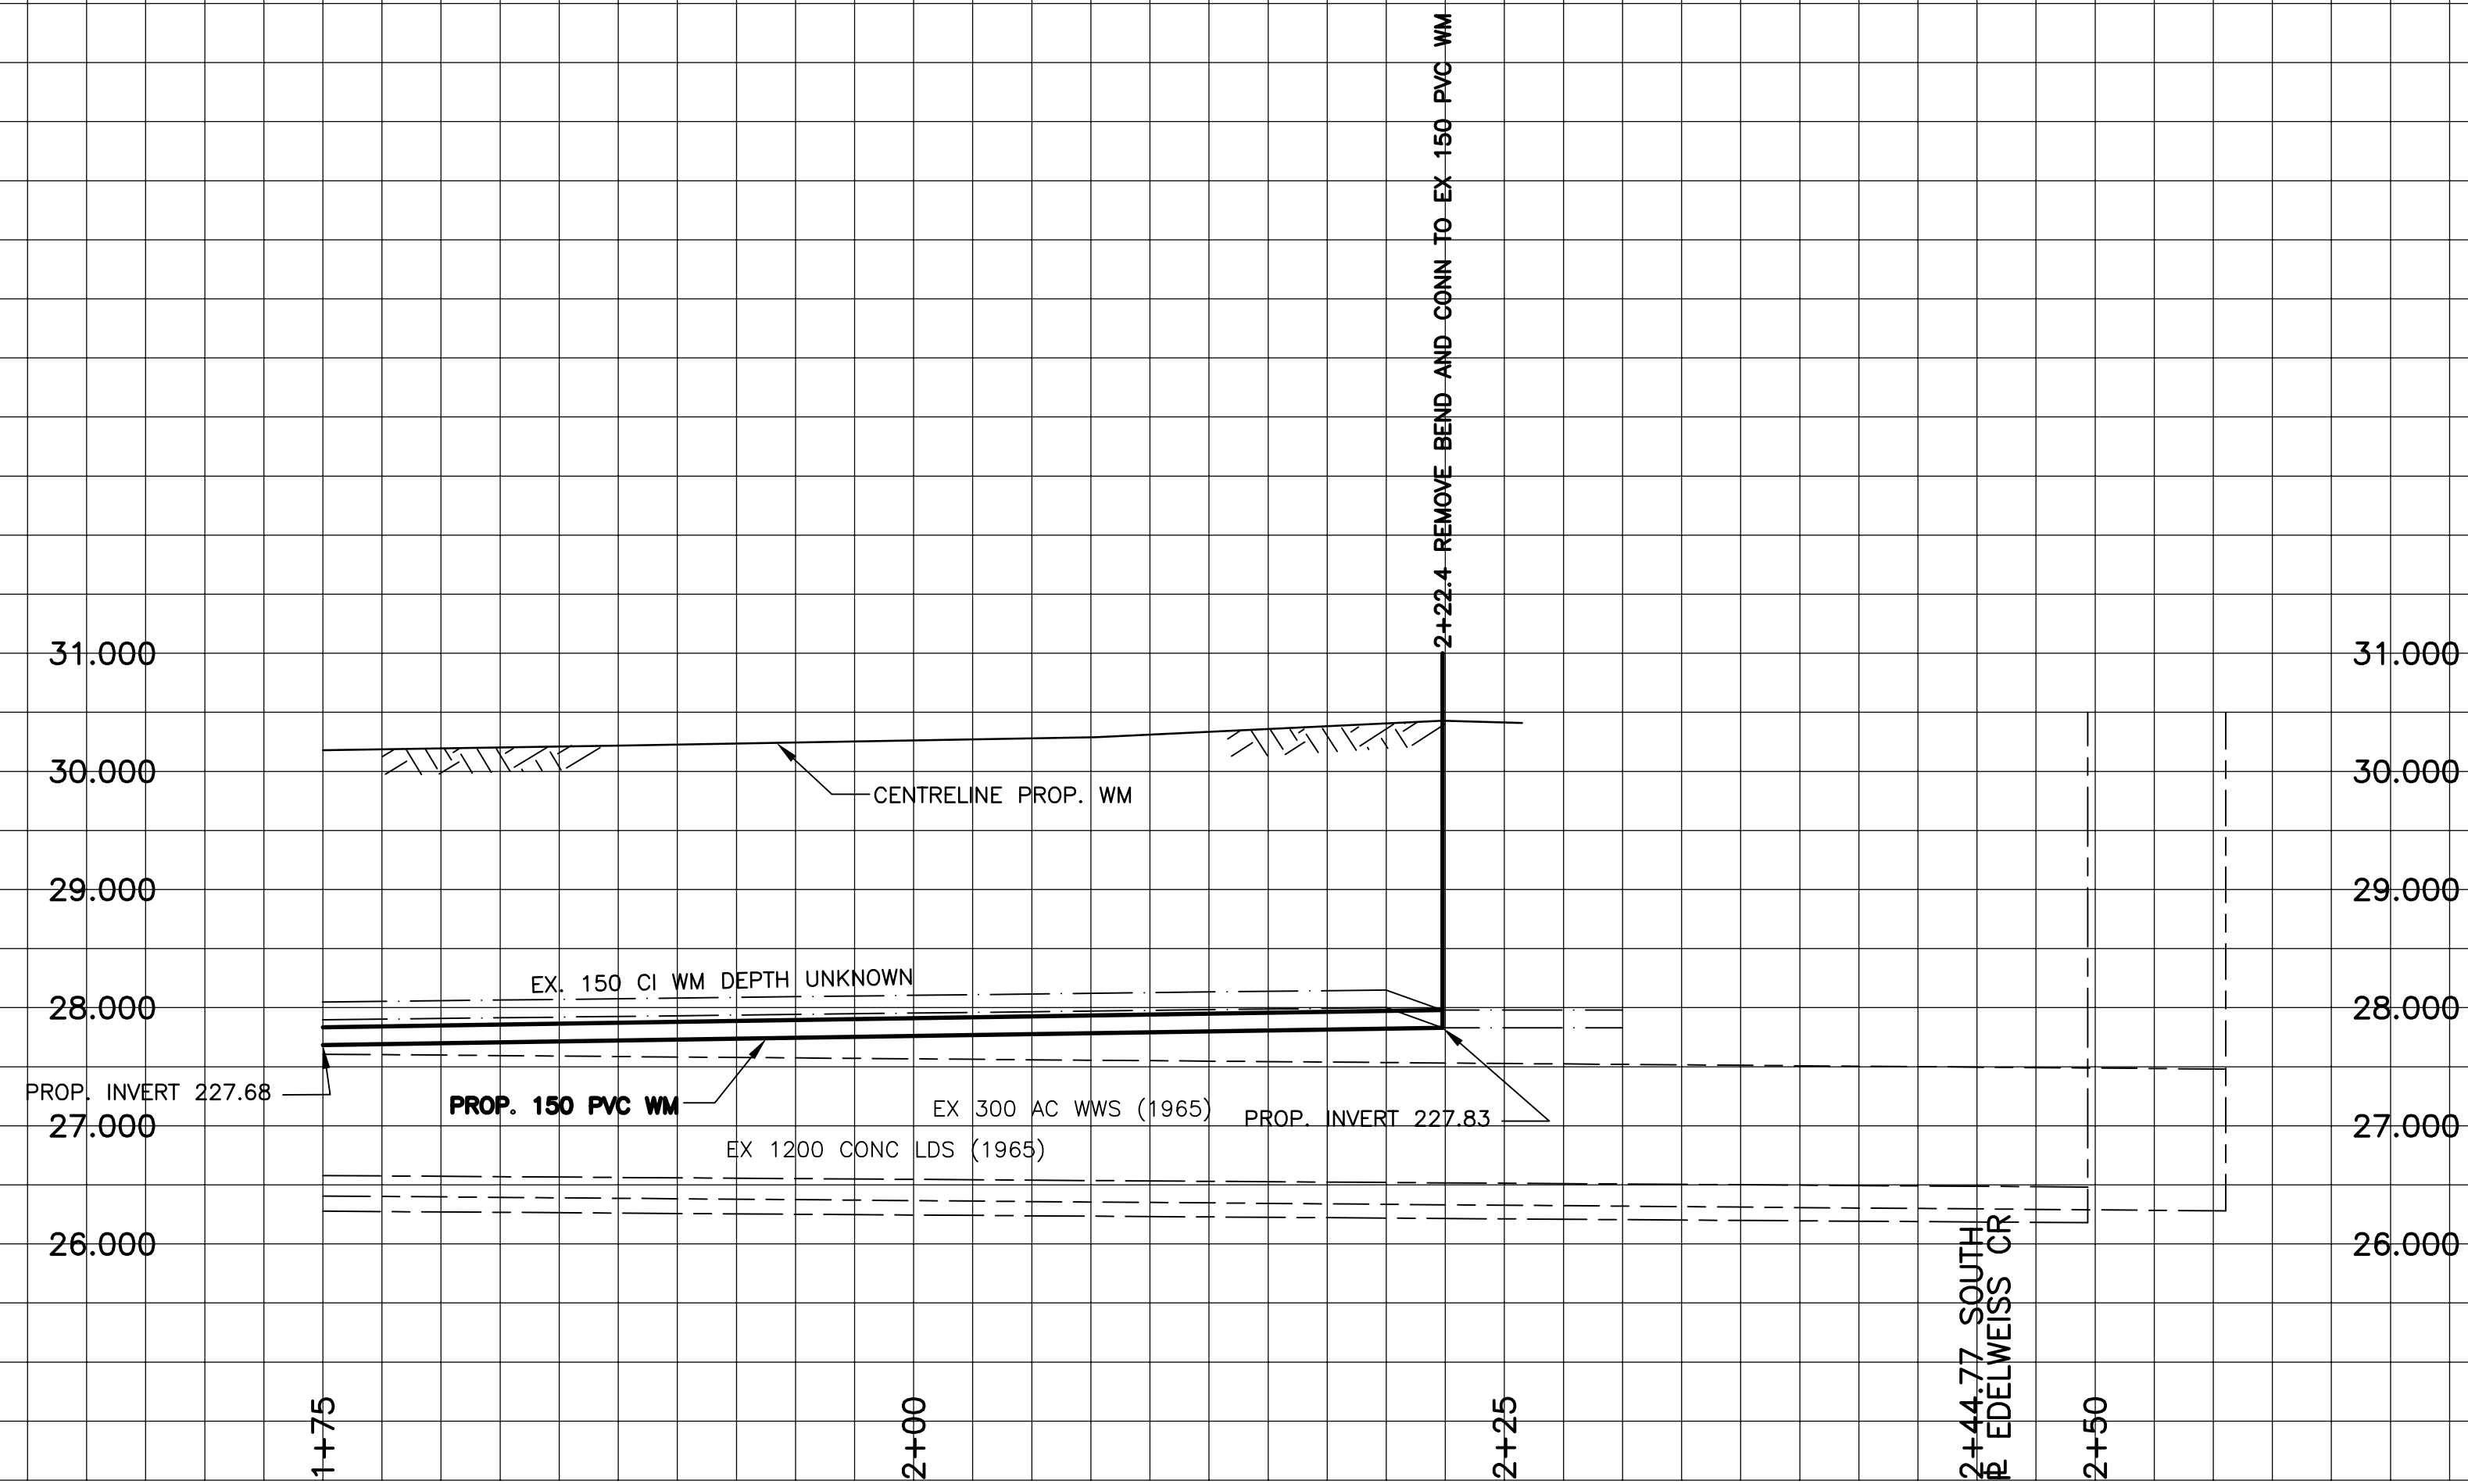 2+22.4 REMOVE BEND AND CONN TO EX 150 PVC WM
31.000
31.000
30.000
30.000
CENTRELINE PROP. WM
29.000
29.000
EX. 150 CI WM DEPTH UNKNOWN
28.000
28.000
PROP. INVERT 227.68
PROP. 150 PVC WM
EX 300 AC WWS (1965)
PROP. INVERT 227.83
27.000
27.000
EX 1200 CONC LDS (1965)
26.000
26.000
1+75
2+00
2+25
2+44.77 SOUTH
EDELWEISS CR
2+50